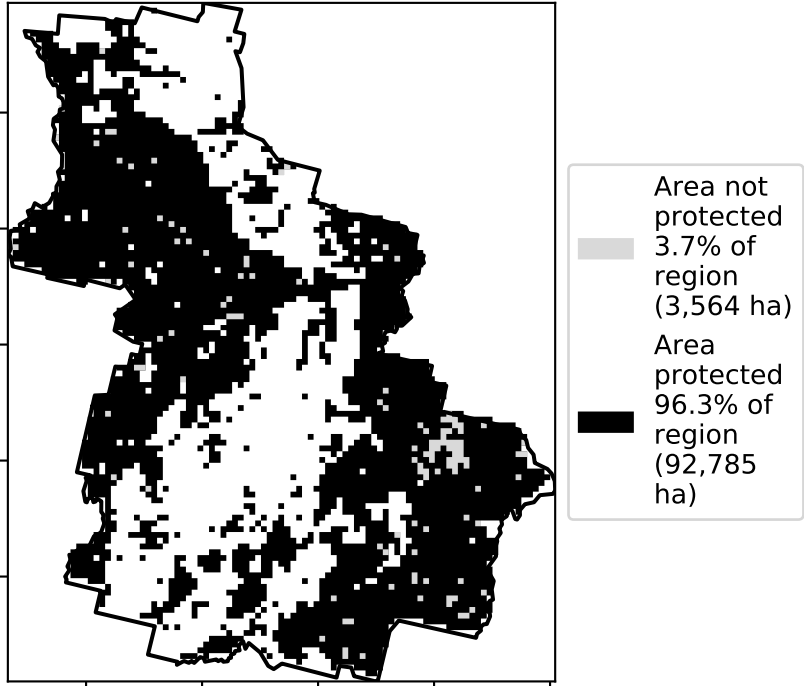 Area not
protected
3.7% of
region
(3,564 ha)
Area
protected
96.3% of
region
(92,785
ha)